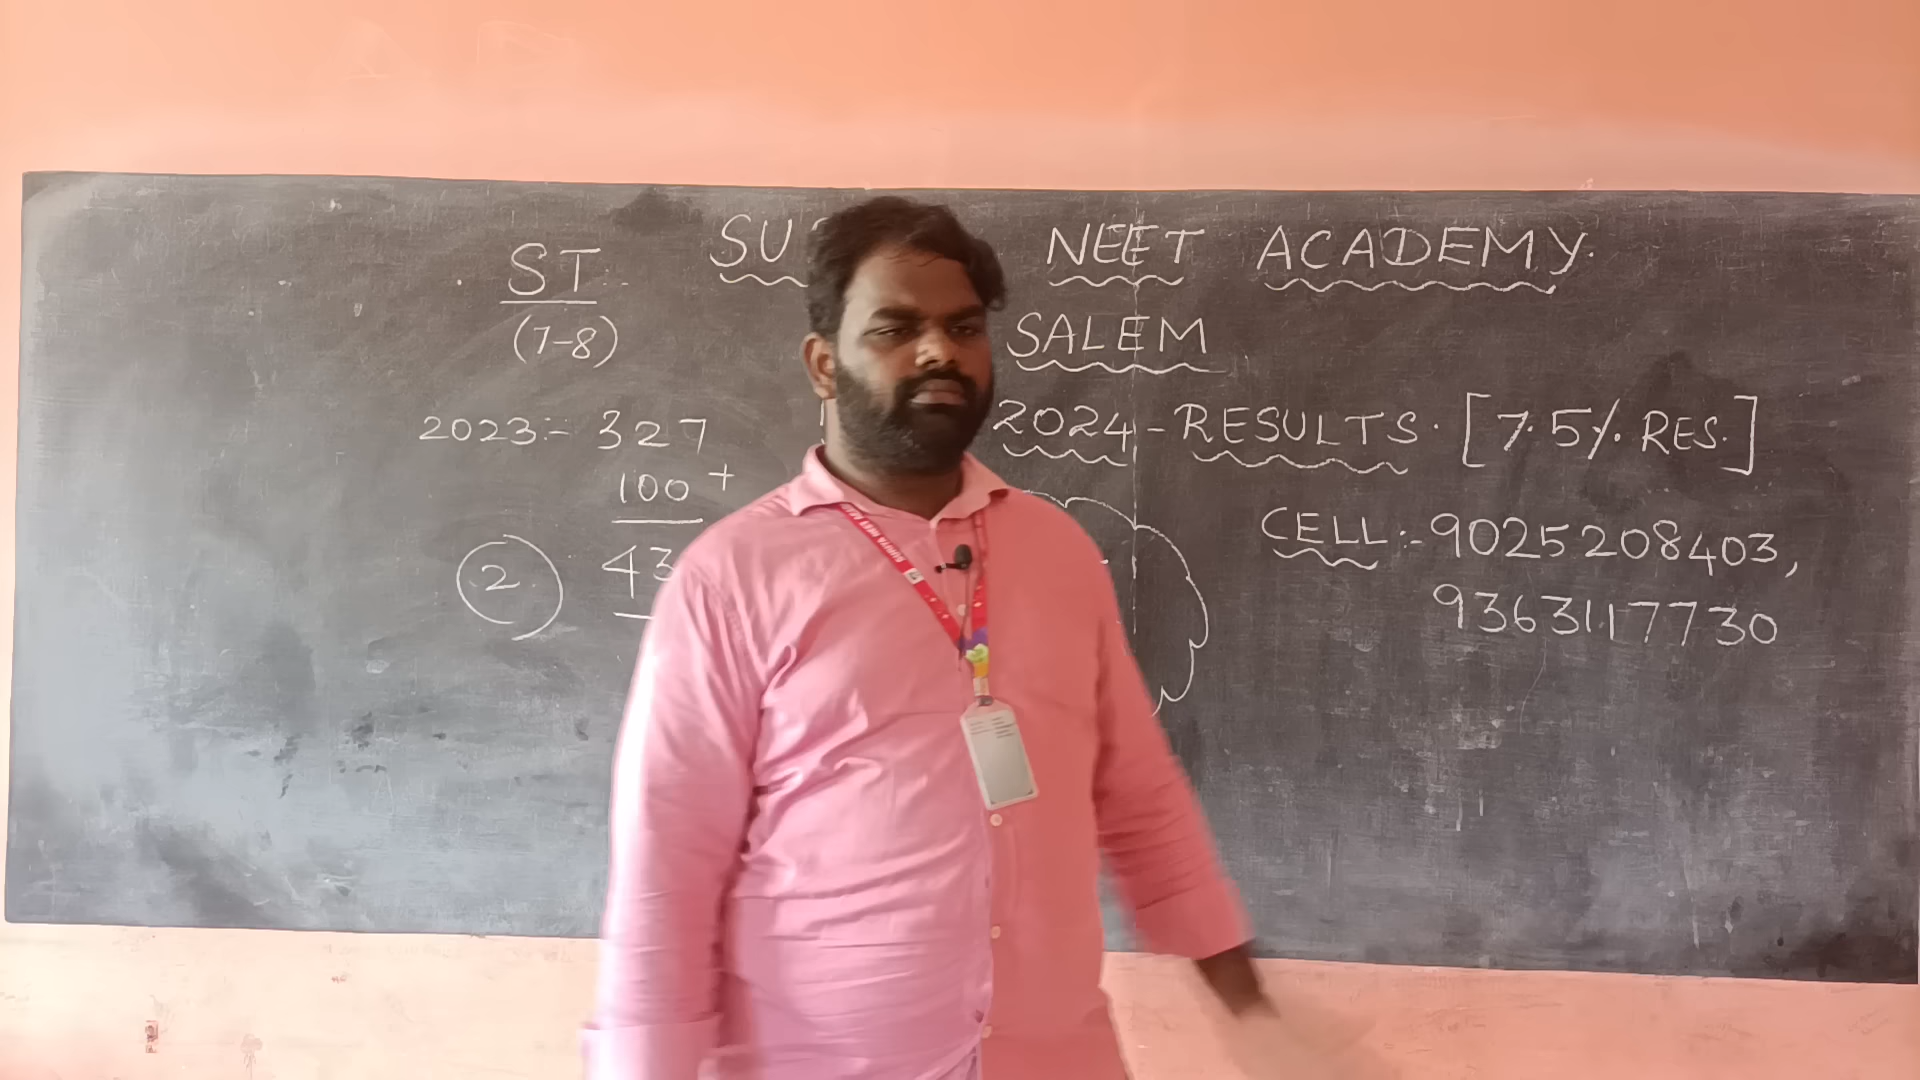 NEET ACADEMY.
SALEM
ST
(7-8)
2024 - RESULTS. [7.5% RES.]
2023:- 327
100 +
2
CELL:- 9025208403,
9363117730